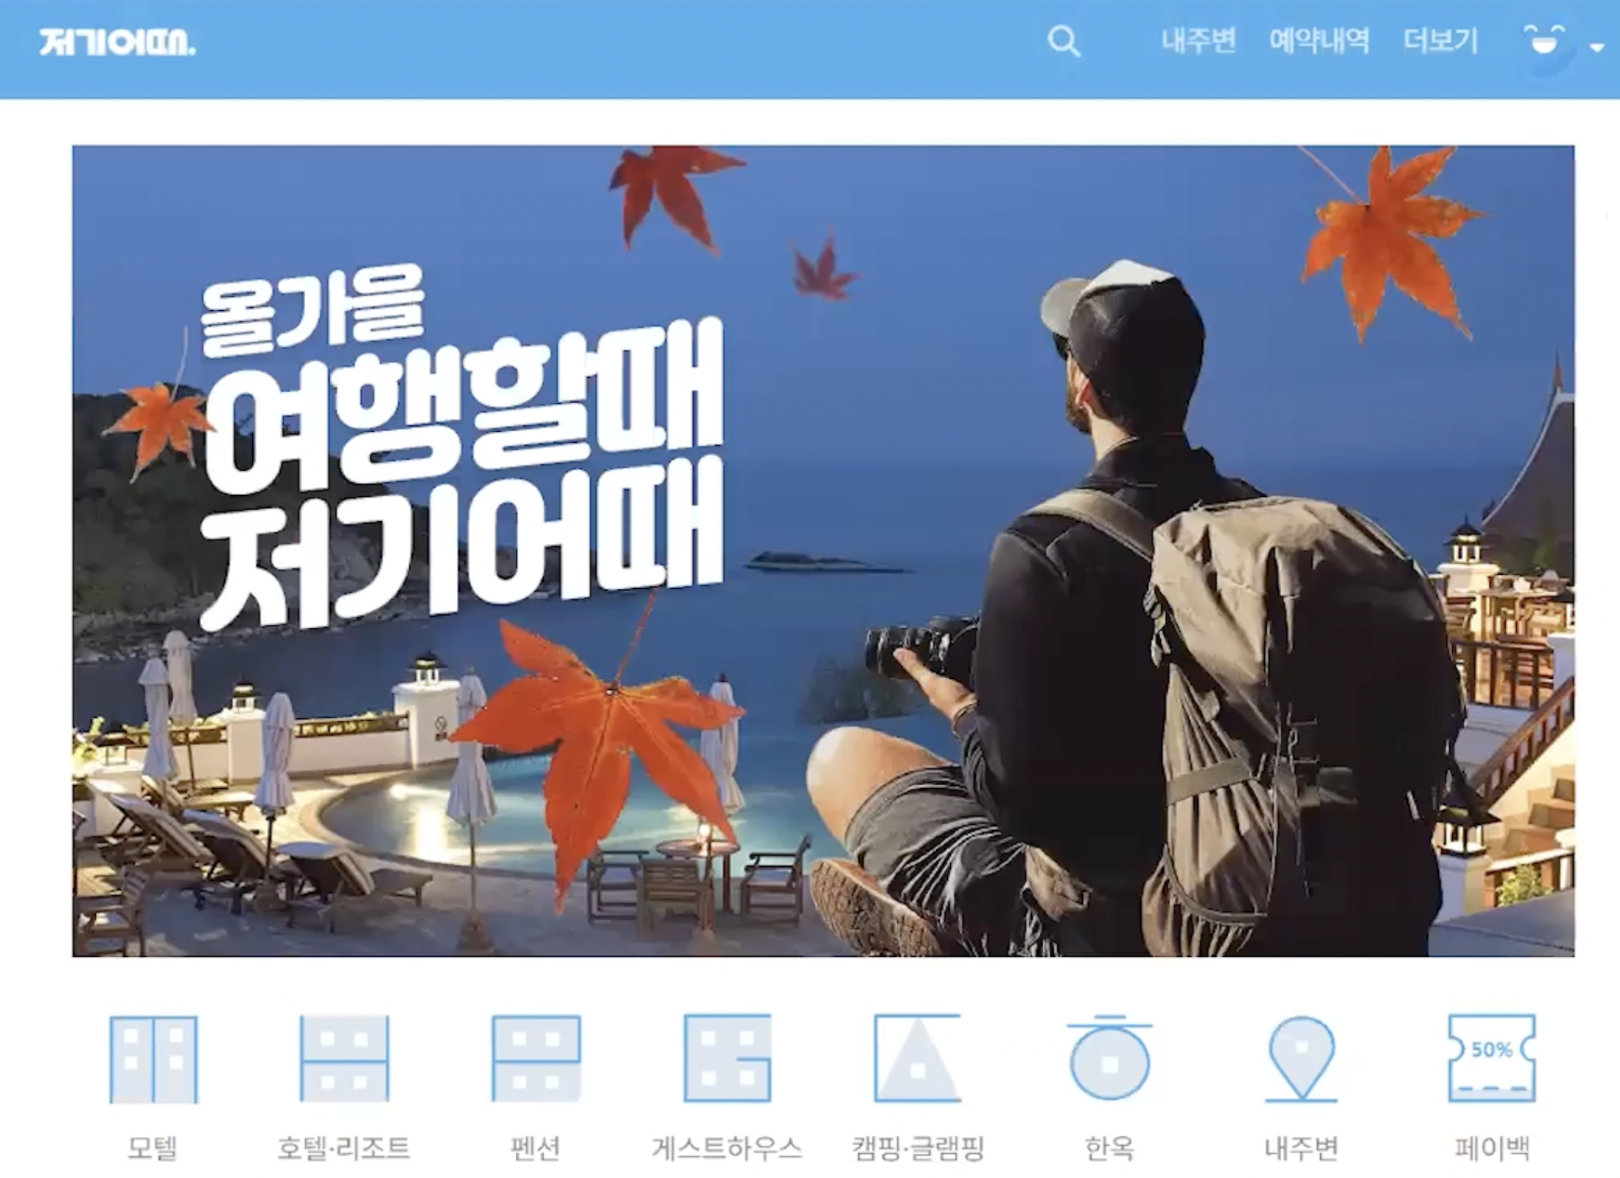 저기어때.
내주변 예약내역 더보기
올가을
여행할때
저기어때
모텔 호텔·리조트 펜션 게스트하우스 캠핑·글램핑 한옥 내주변 50% 페이백